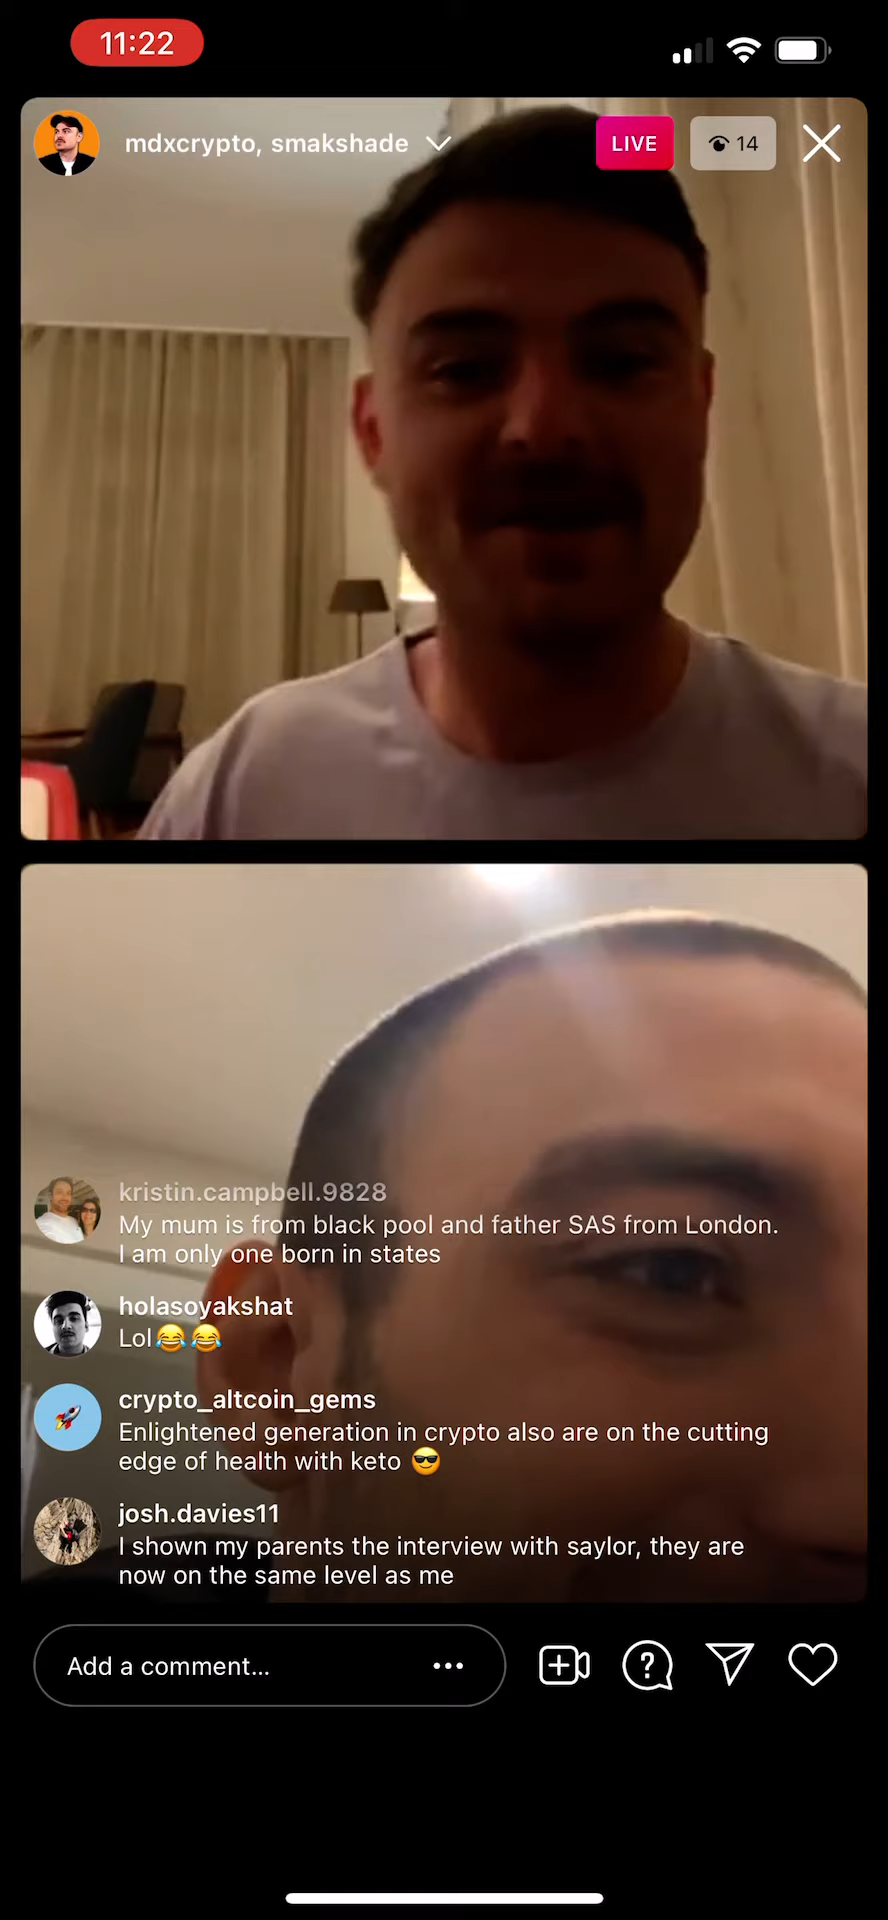 11:22
mdxcrypto, smakshade
LIVE
14
kristin.campbell.9828
My mum is from black pool and father SAS from London.
I am only one born in states
holasoyakshat
Lol😂😂
crypto_altcoin_gems
Enlightened generation in crypto also are on the cutting
edge of health with keto 😎
josh.davies11
I shown my parents the interview with saylor, they are
now on the same level as me
Add a comment...